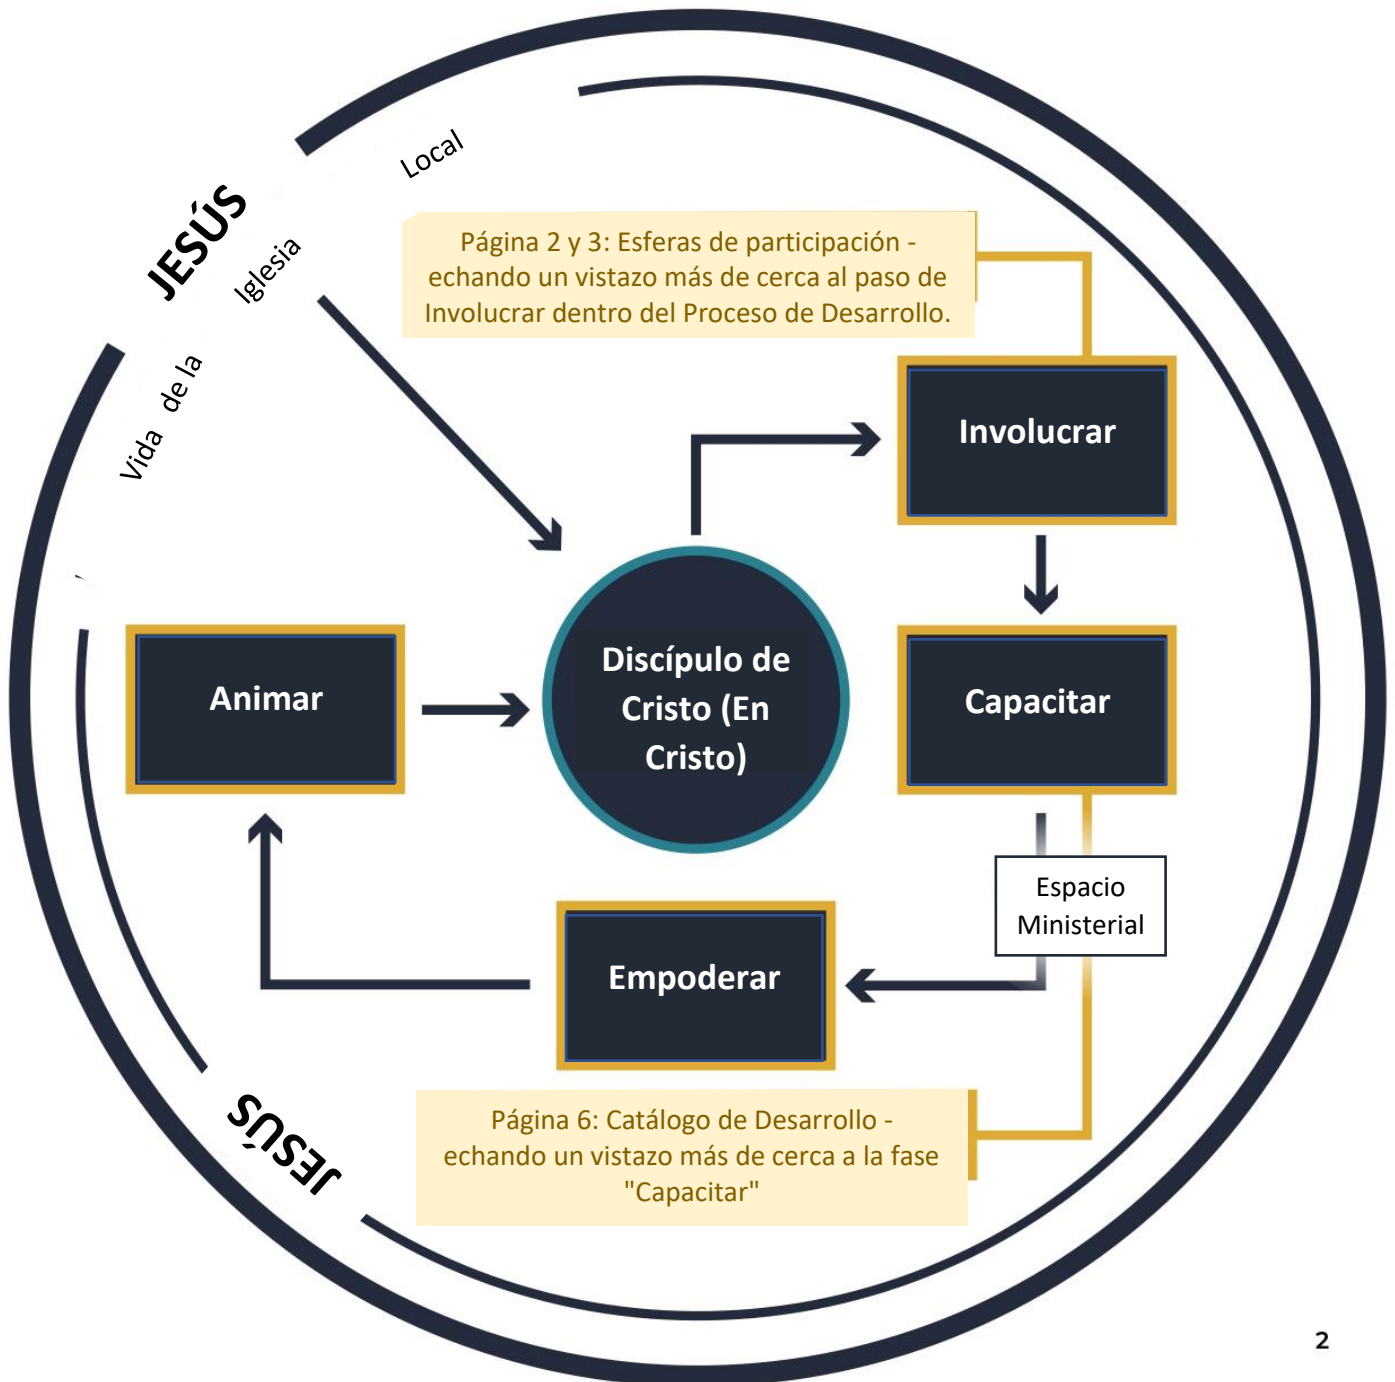 JESÚS
Vida de la Iglesia Local
Página 2 y 3: Esferas de participación -
echando un vistazo más de cerca al paso de
Involucrar dentro del Proceso de Desarrollo.
Involucrar
Discípulo de
Cristo (En
Cristo)
Animar
Capacitar
Espacio
Ministerial
Empoderar
JESÚS
Página 6: Catálogo de Desarrollo -
echando un vistazo más de cerca a la fase
"Capacitar"
2